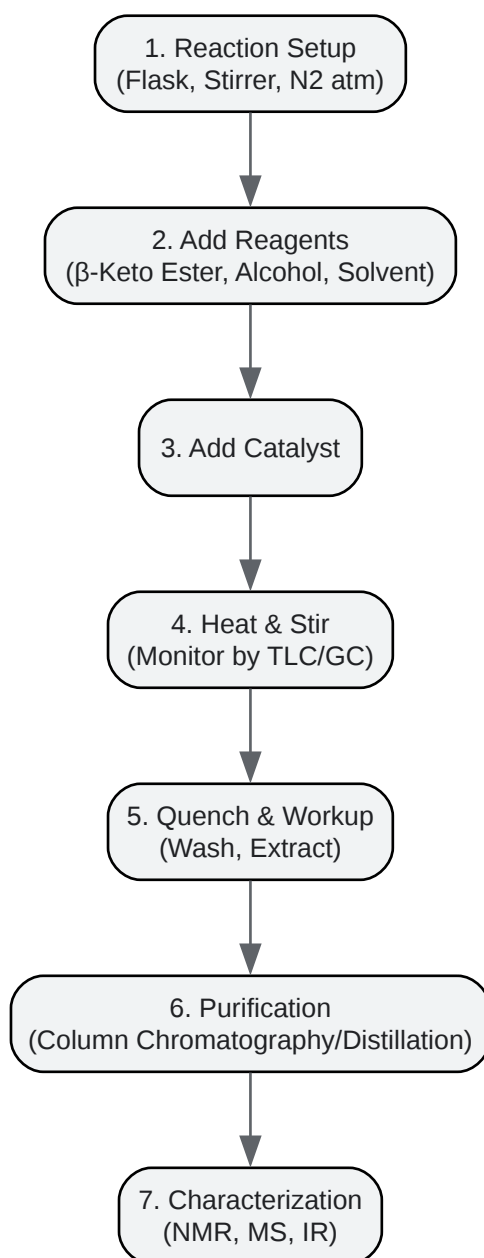 1. Reaction Setup
(Flask, Stirrer, N2 atm)
2. Add Reagents
(β-Keto Ester, Alcohol, Solvent)
3. Add Catalyst
4. Heat & Stir
(Monitor by TLC/GC)
5. Quench & Workup
(Wash, Extract)
6. Purification
(Column Chromatography/Distillation)
7. Characterization
(NMR, MS, IR)